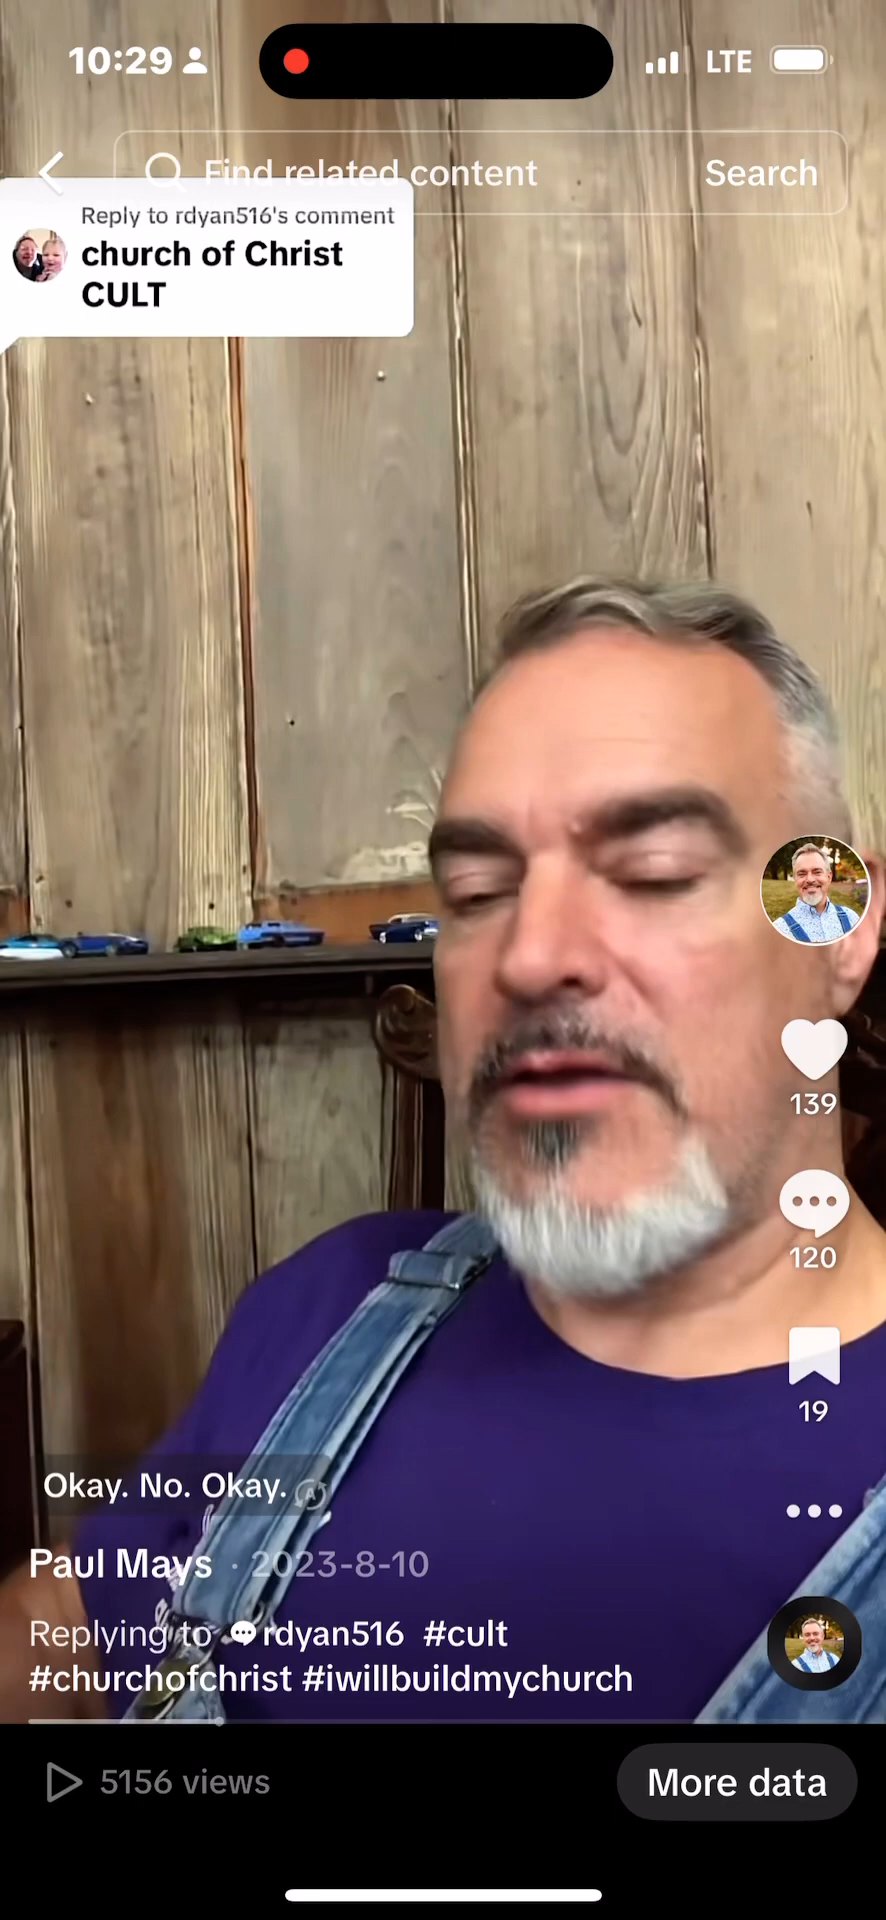 10:29
LTE
Find related content
Search
Reply to rdyan516's comment
church of Christ
CULT
139
120
19
Okay. No. Okay.
Paul Mays · 2023-8-10
Replying to rdyan516 #cult
#churchofchrist #iwillbuildmychurch
5156 views
More data